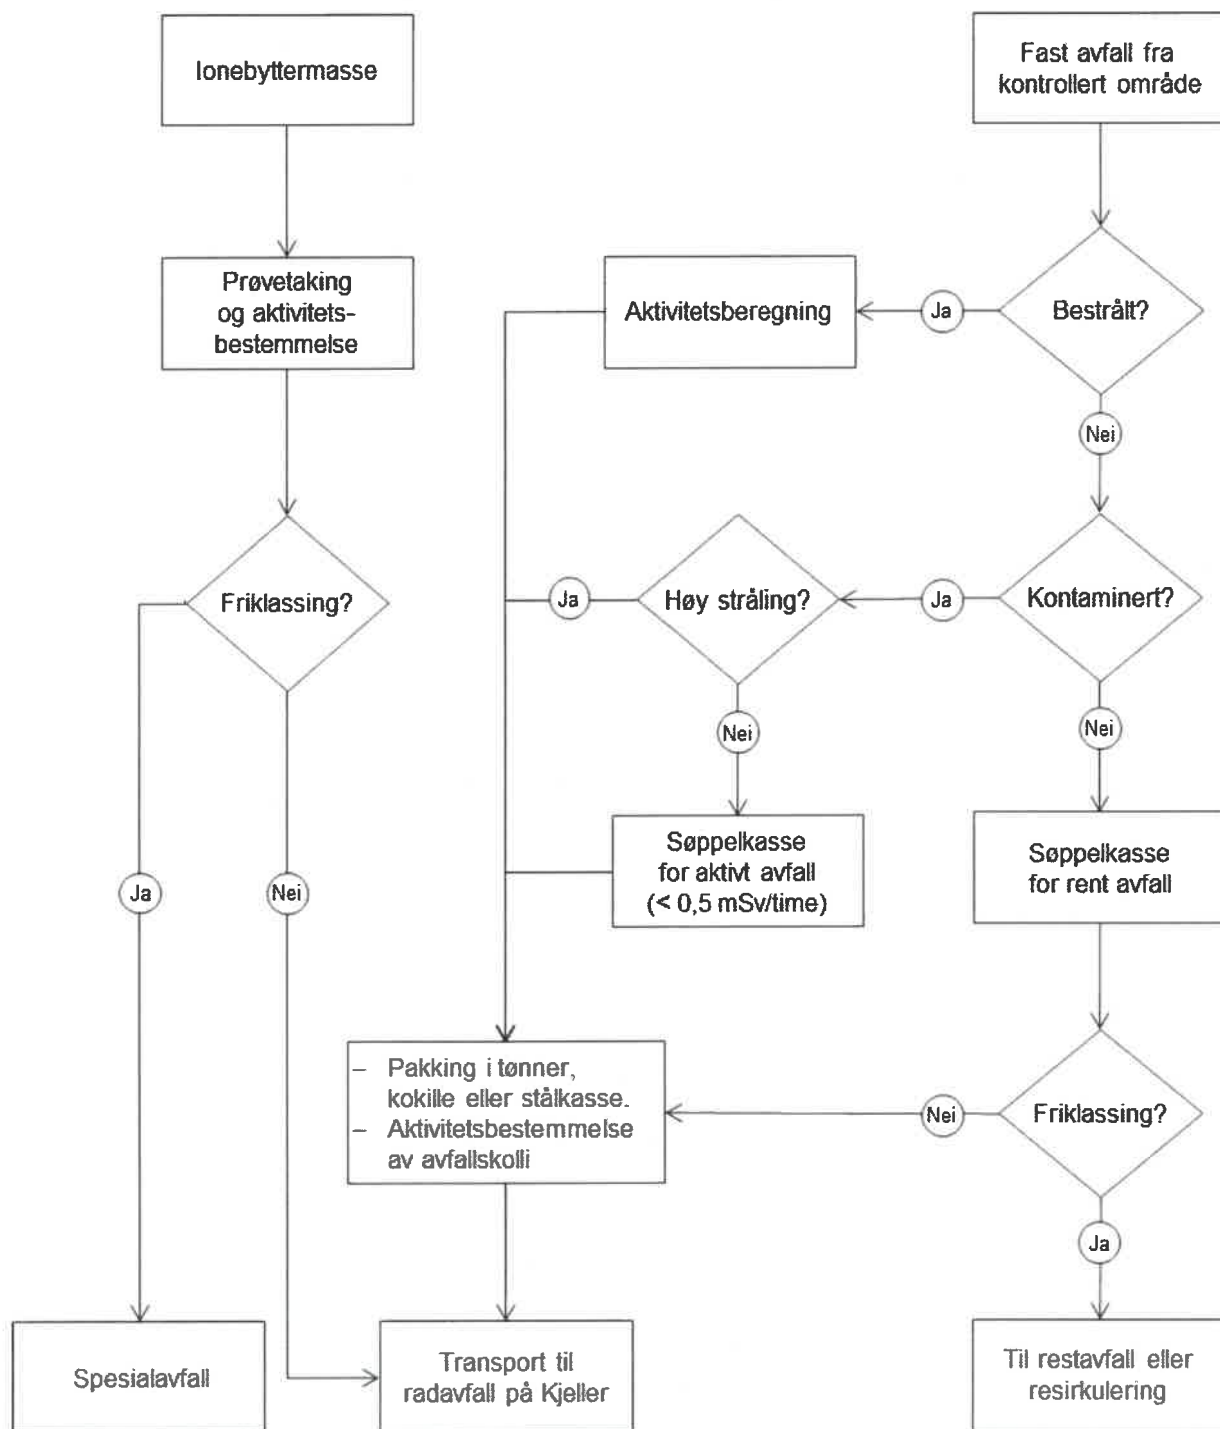 Ionebyttermasse
Prøvetaking
og aktivitets-
bestemmelse
Friklassing?
Ja
Nei
Spesialavfall
Fast avfall fra
kontrollert område
Bestrålt?
Ja
Aktivitetsberegning
Nei
Kontaminert?
Ja
Høy stråling?
Ja
Nei
Søppelkasse
for aktivt avfall
(< 0,5 mSv/time)
Nei
Søppelkasse
for rent avfall
Friklassing?
Nei
– Pakking i tønner,
kokille eller stålkasse.
– Aktivitetsbestemmelse
av avfallskolli
Transport til
radavfall på Kjeller
Ja
Til restavfall eller
resirkulering